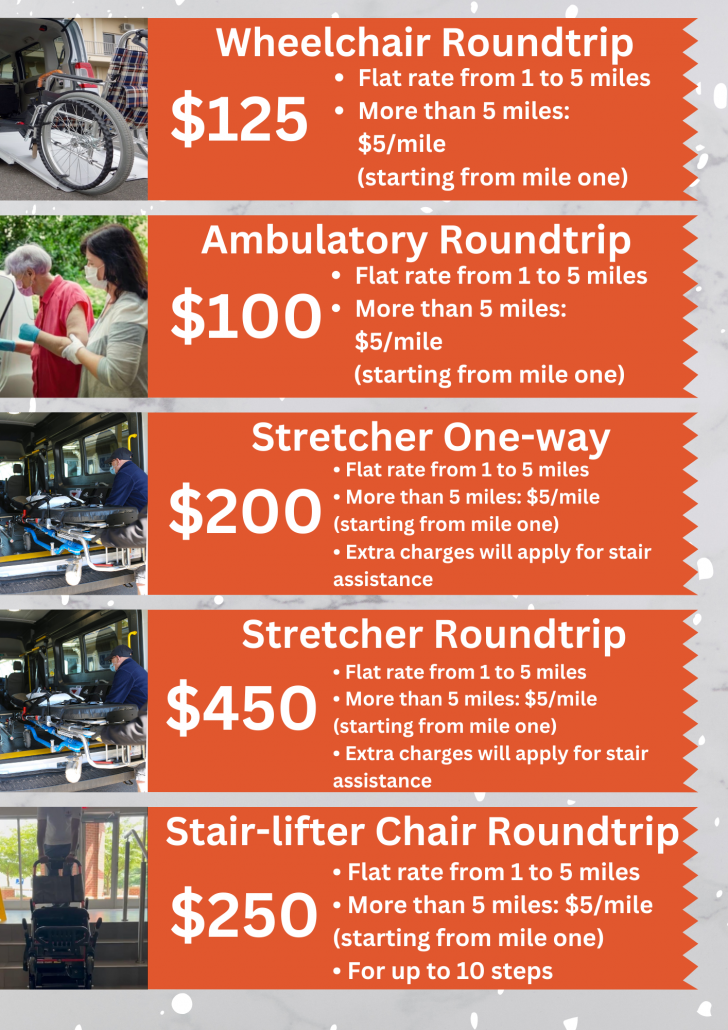 Wheelchair Roundtrip
$125
• Flat rate from 1 to 5 miles
• More than 5 miles:
$5/mile
(starting from mile one)
Ambulatory Roundtrip
$100
• Flat rate from 1 to 5 miles
• More than 5 miles:
$5/mile
(starting from mile one)
Stretcher One-way
$200
• Flat rate from 1 to 5 miles
• More than 5 miles: $5/mile
(starting from mile one)
• Extra charges will apply for stair
assistance
Stretcher Roundtrip
$450
• Flat rate from 1 to 5 miles
• More than 5 miles: $5/mile
(starting from mile one)
• Extra charges will apply for stair
assistance
Stair-lifter Chair Roundtrip
$250
• Flat rate from 1 to 5 miles
• More than 5 miles: $5/mile
(starting from mile one)
• For up to 10 steps